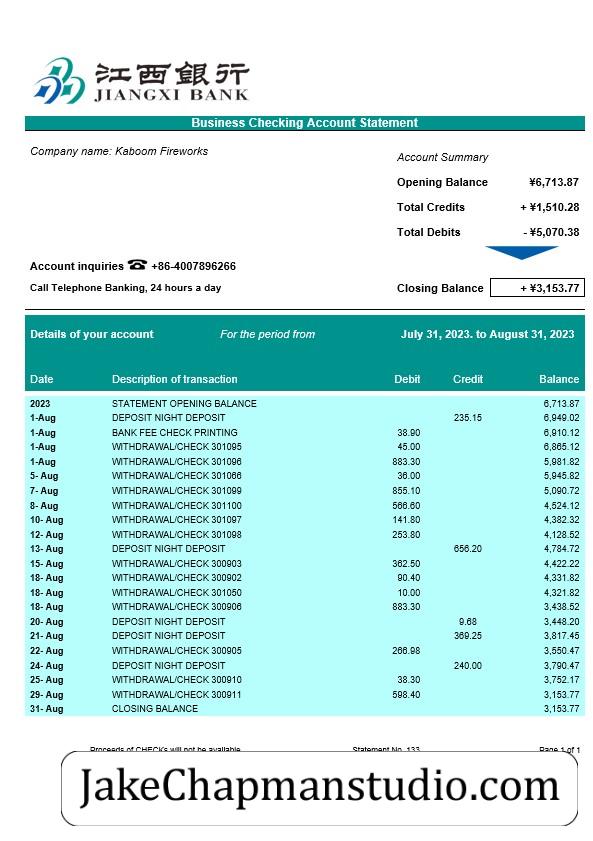 江西銀行
JIANGXI BANK
Business Checking Account Statement
Company name: Kaboom Fireworks
Account Summary
Opening Balance ¥6,713.87
Total Credits + ¥1,510.28
Total Debits - ¥5,070.38
Account inquiries ☎ +86-4007896266
Call Telephone Banking, 24 hours a day
Closing Balance + ¥3,153.77
Details of your account For the period from July 31, 2023. to August 31, 2023
Date Description of transaction Debit Credit Balance
2023 STATEMENT OPENING BALANCE 6,713.87
1-Aug DEPOSIT NIGHT DEPOSIT 235.15 6,949.02
1-Aug BANK FEE CHECK PRINTING 38.90 6,910.12
1-Aug WITHDRAWAL/CHECK 301095 45.00 6,865.12
1-Aug WITHDRAWAL/CHECK 301096 883.30 5,981.82
5- Aug WITHDRAWAL/CHECK 301066 36.00 5,945.82
7- Aug WITHDRAWAL/CHECK 301099 855.10 5,090.72
8- Aug WITHDRAWAL/CHECK 301100 566.60 4,524.12
10- Aug WITHDRAWAL/CHECK 301097 141.80 4,382.32
12- Aug WITHDRAWAL/CHECK 301098 253.80 4,128.52
13- Aug DEPOSIT NIGHT DEPOSIT 656.20 4,784.72
15- Aug WITHDRAWAL/CHECK 300903 362.50 4,422.22
18- Aug WITHDRAWAL/CHECK 300902 90.40 4,331.82
18- Aug WITHDRAWAL/CHECK 301050 10.00 4,321.82
18- Aug WITHDRAWAL/CHECK 300906 883.30 3,438.52
20- Aug DEPOSIT NIGHT DEPOSIT 9.68 3,448.20
21- Aug DEPOSIT NIGHT DEPOSIT 369.25 3,817.45
22- Aug WITHDRAWAL/CHECK 300905 266.98 3,550.47
24- Aug DEPOSIT NIGHT DEPOSIT 240.00 3,790.47
25- Aug WITHDRAWAL/CHECK 300910 38.30 3,752.17
29- Aug WITHDRAWAL/CHECK 300911 598.40 3,153.77
31- Aug CLOSING BALANCE 3,153.77
Proceeds of CHECKs will not be available Statement No. 133 Page 1 of 1
JakeChapmanstudio.com